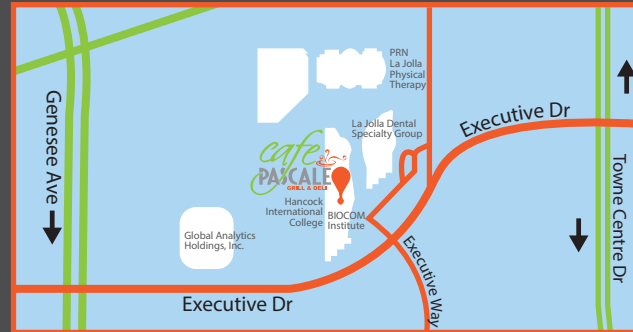 PRN
La Jolla
Physical
Therapy
La Jolla Dental
Specialty Group
Executive Dr
Genesee Ave
cafe
PASCALE
GRILL & DELI
Hancock
International
College
BIOCOM
Institute
Global Analytics
Holdings, Inc.
Executive Dr
Executive Way
Towne Centre Dr